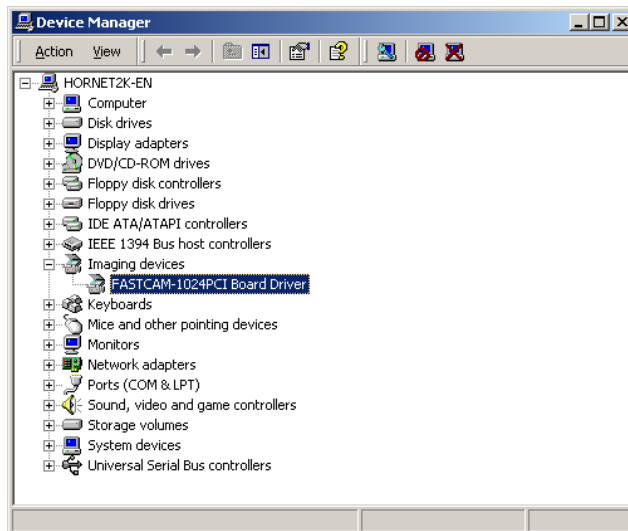 Device Manager
Action View
HORNET2K-EN
Computer
Disk drives
Display adapters
DVD/CD-ROM drives
Floppy disk controllers
Floppy disk drives
IDE ATA/ATAPI controllers
IEEE 1394 Bus host controllers
Imaging devices
FASTCAM-1024PCI Board Driver
Keyboards
Mice and other pointing devices
Monitors
Network adapters
Ports (COM & LPT)
Sound, video and game controllers
Storage volumes
System devices
Universal Serial Bus controllers